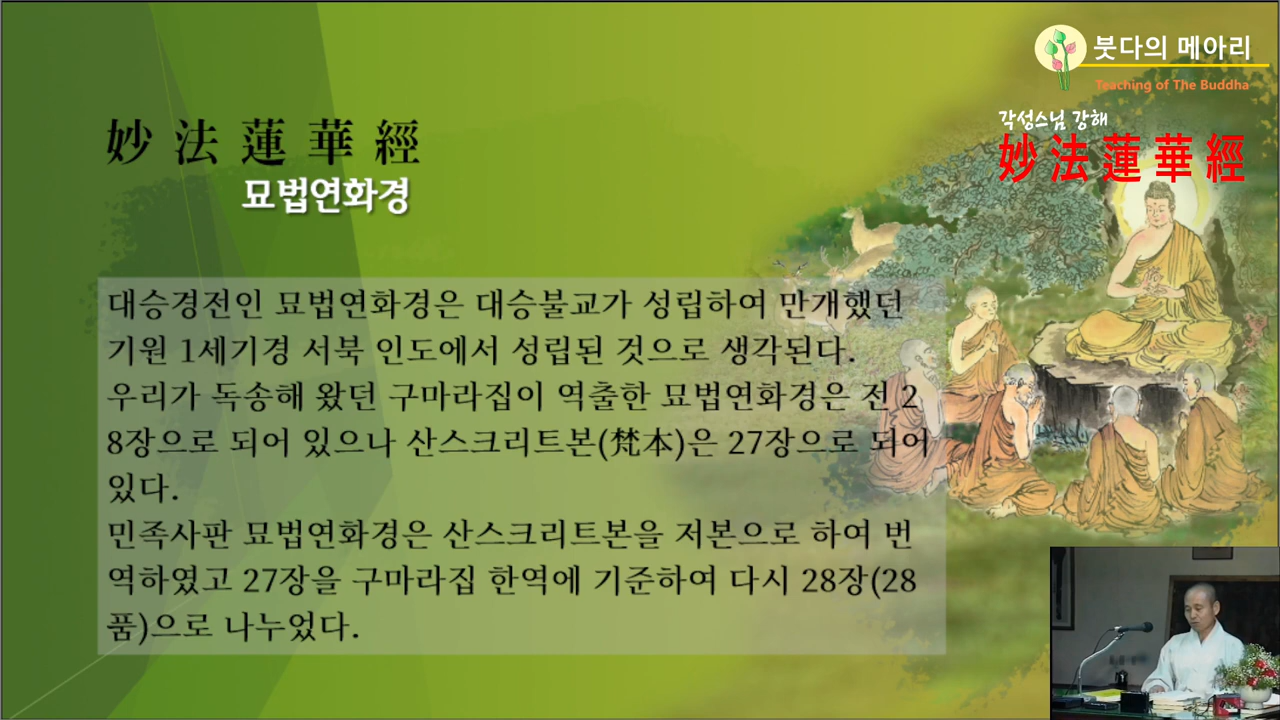 붓다의 메아리
Teaching of The Buddha
각성스님 강해
妙法蓮華經
妙法蓮華經
묘법연화경
대승경전인 묘법연화경은 대승불교가 성립하여 만개했던
기원 1세기경 서북 인도에서 성립된 것으로 생각된다.
우리가 독송해 왔던 구마라집이 역출한 묘법연화경은 전 2
8장으로 되어 있으나 산스크리트본(梵本)은 27장으로 되어
있다.
민족사판 묘법연화경은 산스크리트본을 저본으로 하여 번
역하였고 27장을 구마라집 한역에 기준하여 다시 28장(28
품)으로 나누었다.